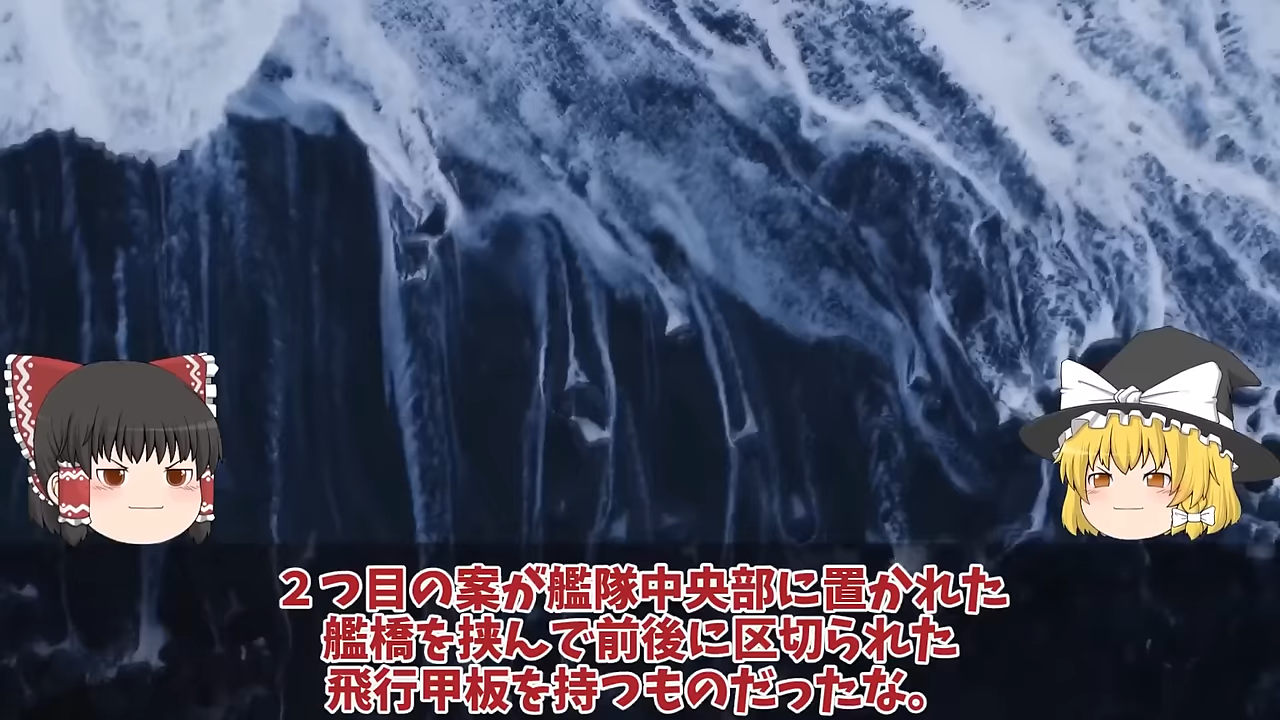 ２つ目の案が艦隊中央部に置かれた
艦橋を挟んで前後に区切られた
飛行甲板を持つものだったな。